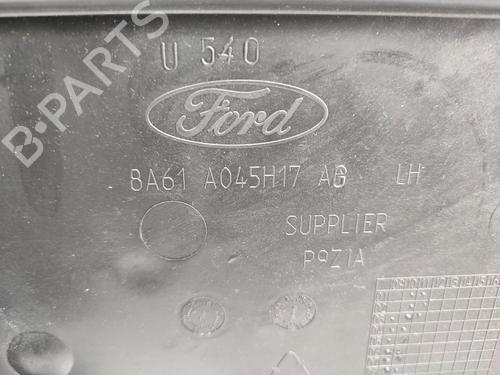 B-PARTS
U 540
Ford
8A61 A045H17 AG LH
SUPPLIER
P9Z1A